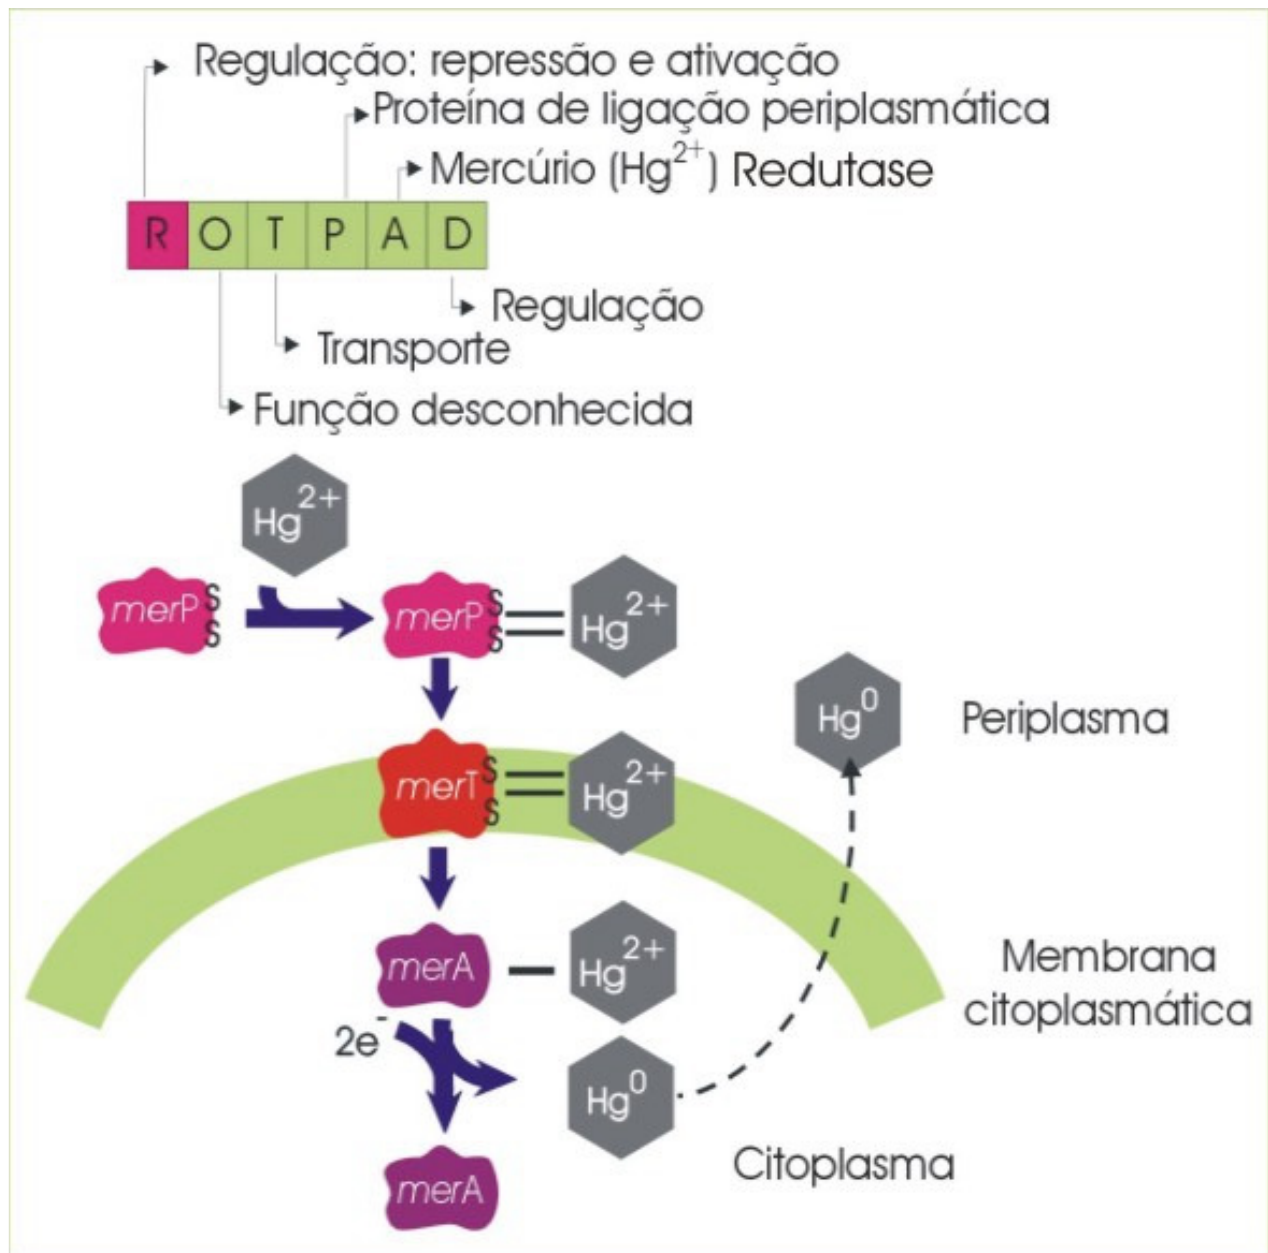 Regulação: repressão e ativação
Proteína de ligação periplasmática
Mercúrio (Hg²⁺) Redutase
R O T P A D
Regulação
Transporte
Função desconhecida
Hg²⁺
merP S S
merP S S
Hg²⁺
Hg⁰
Periplasma
merT S S
Hg²⁺
merA
Hg²⁺
Membrana
citoplasmática
2e⁻
Hg⁰
Citoplasma
merA